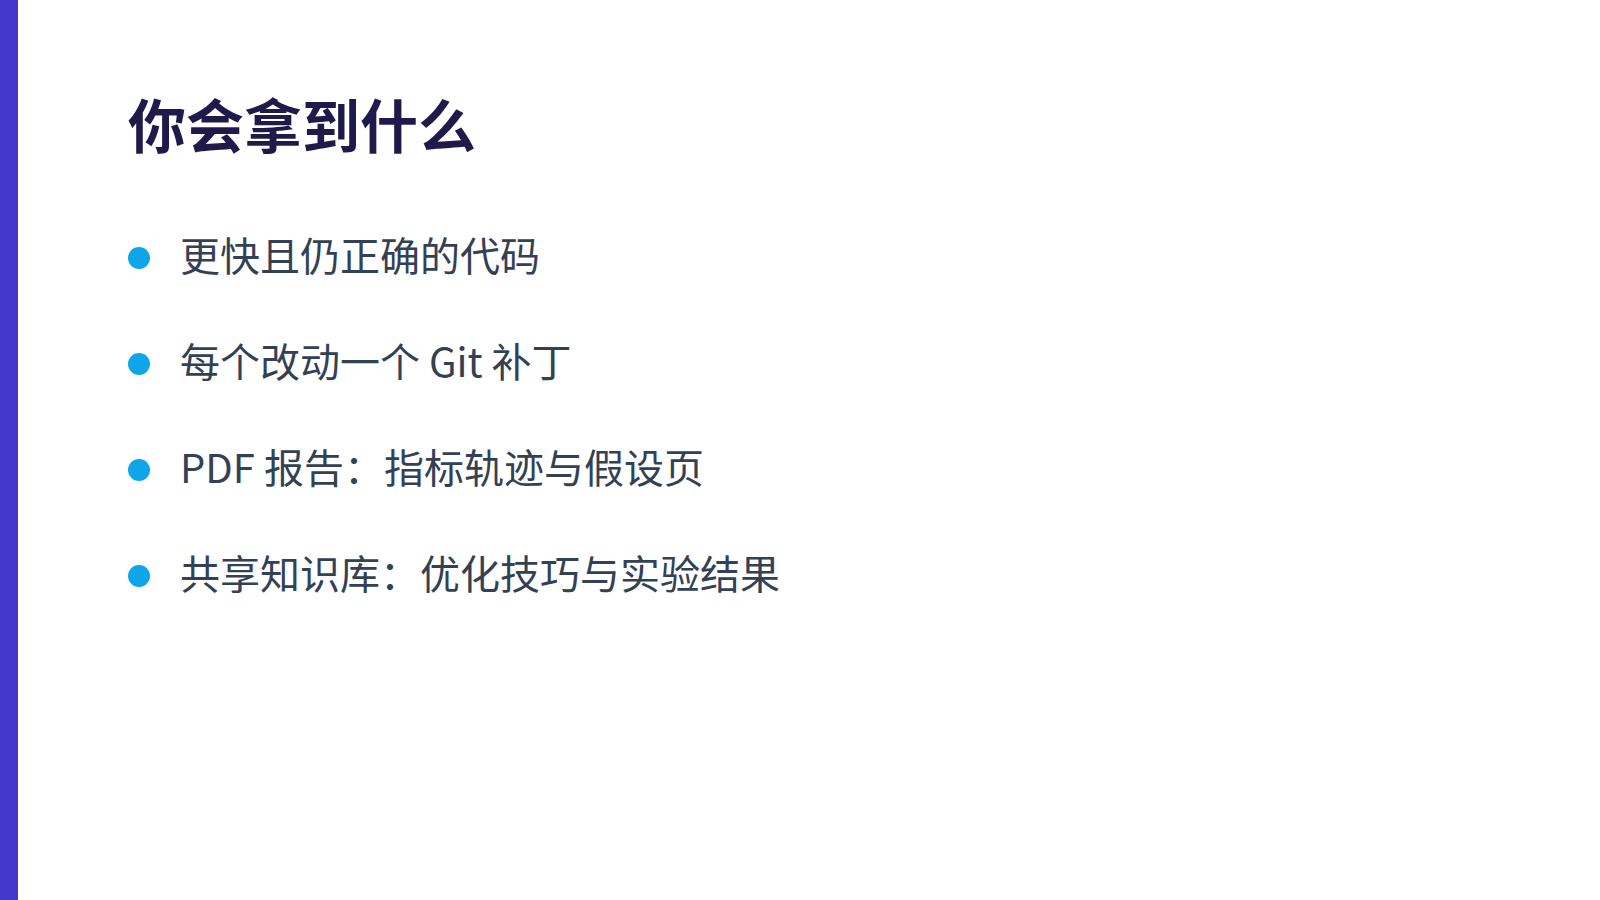 你会拿到什么
更快且仍正确的代码
每个改动一个 Git 补丁
PDF 报告：指标轨迹与假设页
共享知识库：优化技巧与实验结果